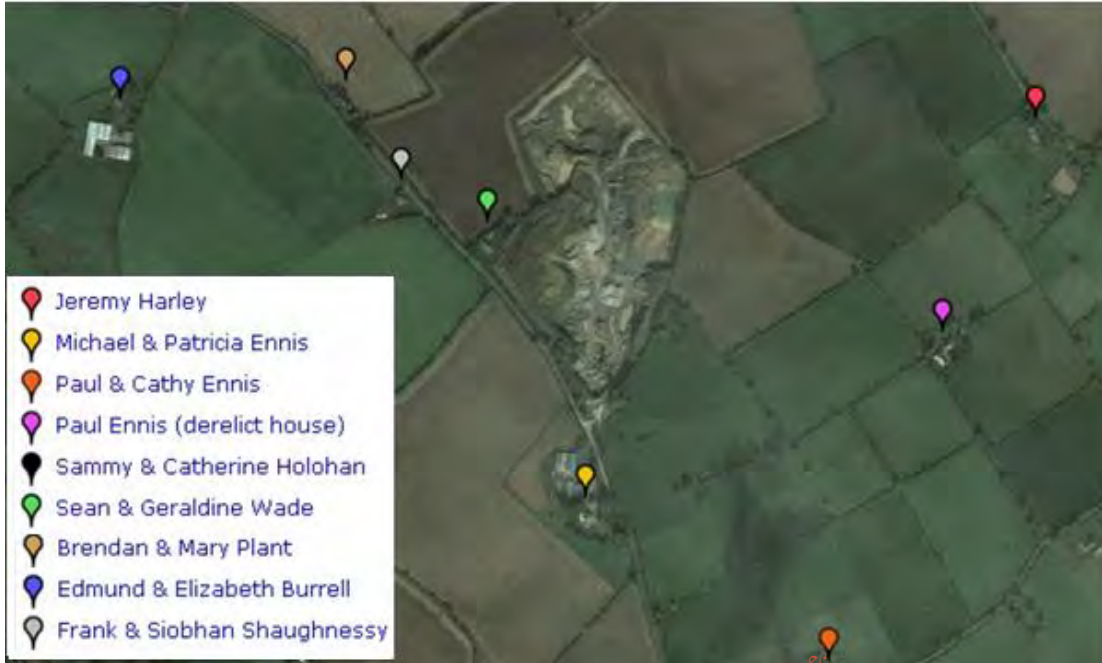 Jeremy Harley
Michael & Patricia Ennis
Paul & Cathy Ennis
Paul Ennis (derelict house)
Sammy & Catherine Holohan
Sean & Geraldine Wade
Brendan & Mary Plant
Edmund & Elizabeth Burrell
Frank & Siobhan Shaughnessy